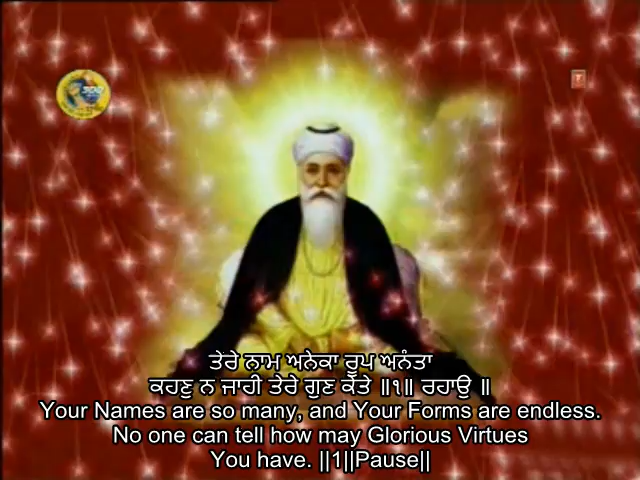 ਤੇਰੇ ਨਾਮ ਅਨੇਕਾ ਰੂਪ ਅਨੰਤਾ
ਕਹਣੁ ਨ ਜਾਹੀ ਤੇਰੇ ਗੁਣ ਕੇਤੇ ॥੧॥ ਰਹਾਉ ॥
Your Names are so many, and Your Forms are endless.
No one can tell how may Glorious Virtues
You have. ||1||Pause||